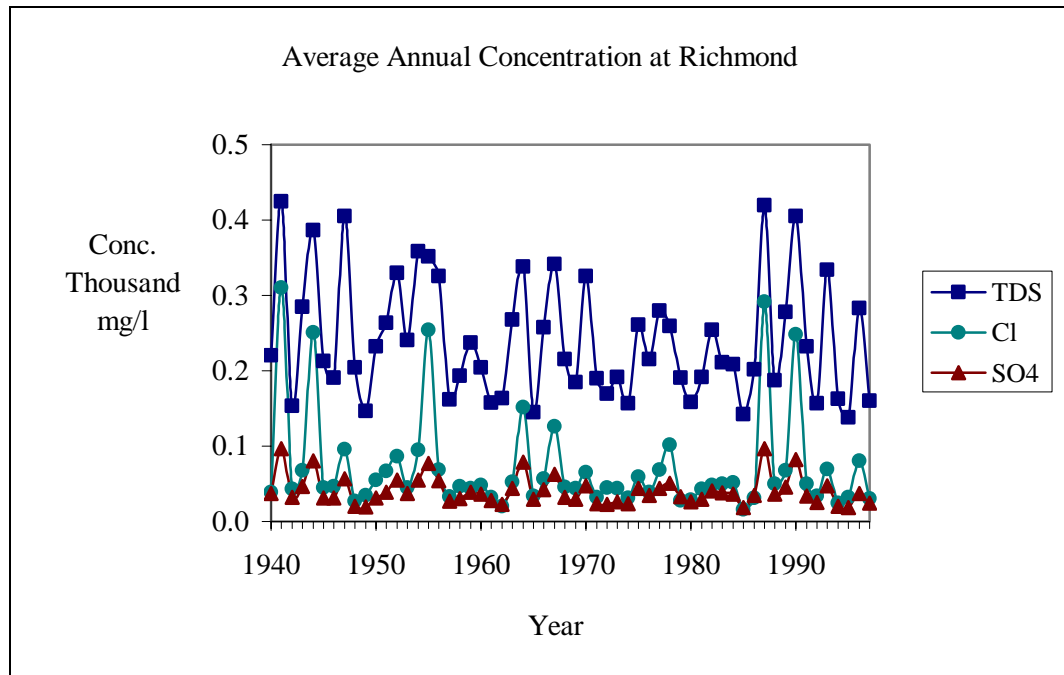 Average Annual Concentration at Richmond
0.5
0.4
0.3
0.2
0.1
0.0
Conc.
Thousand
mg/l
1940 1950 1960 1970 1980 1990
Year
TDS
Cl
SO4